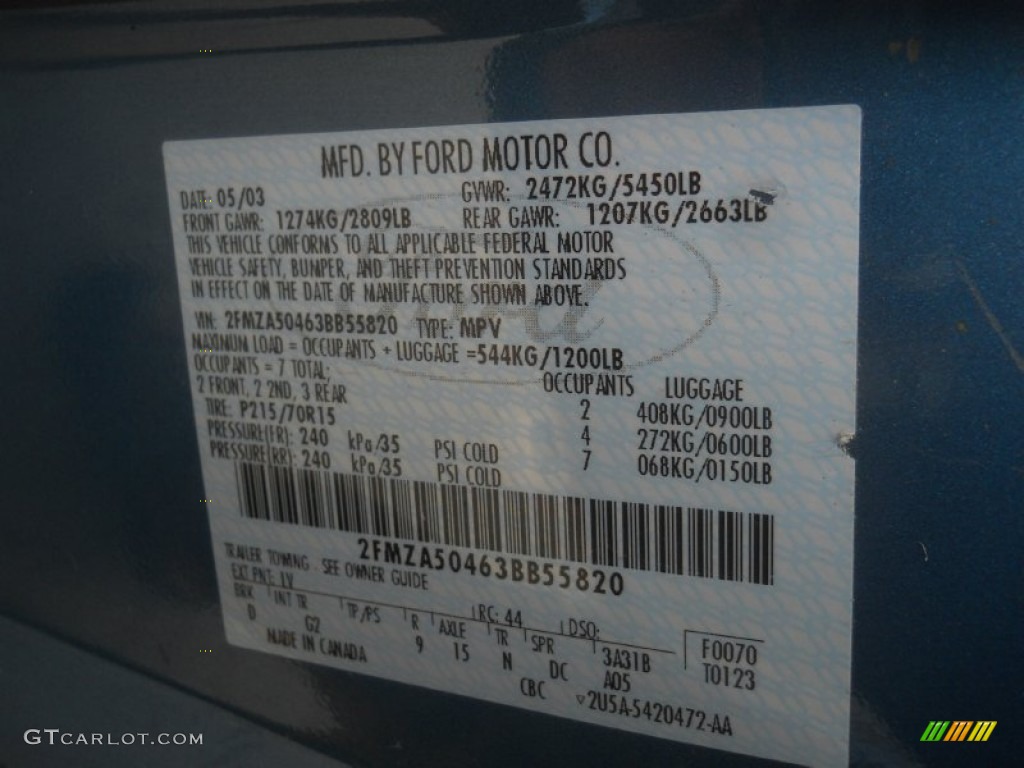 MFD. BY FORD MOTOR CO.
DATE: 05/03 GVWR: 2472KG/5450LB
FRONT GAWR: 1274KG/2809LB REAR GAWR: 1207KG/2663LB
THIS VEHICLE CONFORMS TO ALL APPLICABLE FEDERAL MOTOR
VEHICLE SAFETY, BUMPER, AND THEFT PREVENTION STANDARDS
IN EFFECT ON THE DATE OF MANUFACTURE SHOWN ABOVE.
VIN: 2FMZA50463BB55820 TYPE: MPV
MAXIMUM LOAD = OCCUPANTS + LUGGAGE =544KG/1200LB
OCCUPANTS = 7 TOTAL; OCCUPANTS LUGGAGE
2 FRONT, 2 2ND, 3 REAR 2 408KG/0900LB
TIRE: P215/70R15 4 272KG/0600LB
PRESSURE(FR): 240 kPa/35 PSI COLD 7 068KG/0150LB
PRESSURE(RR): 240 kPa/35 PSI COLD
2FMZA50463BB55820
TRAILER TOWING - SEE OWNER GUIDE
EXT PNT: LV RC: 44 DSO:
BRK INT TR TP/PS R AXLE TR SPR 3A31B F0070
D G2 9 15 N DC A05 T0123
MADE IN CANADA CBC 2U5A-5420472-AA
GTCARLOT.COM